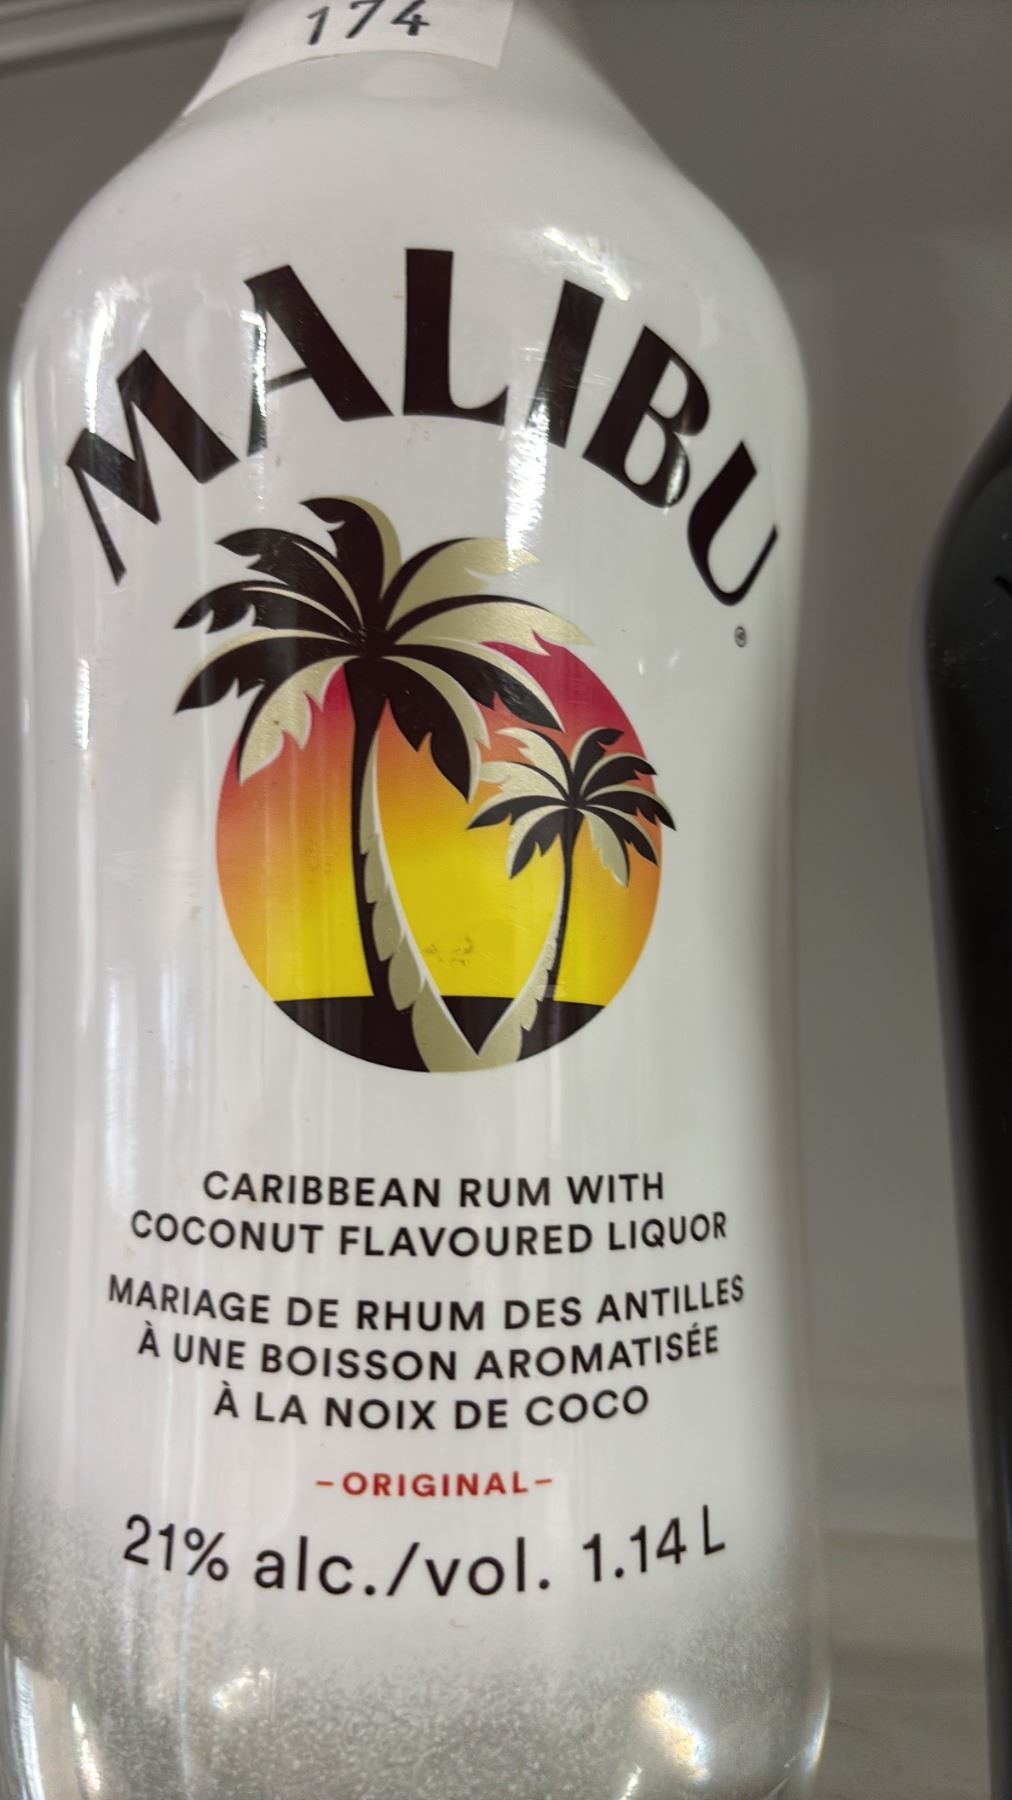 174
MALIBU
®
CARIBBEAN RUM WITH
COCONUT FLAVOURED LIQUOR
MARIAGE DE RHUM DES ANTILLES
À UNE BOISSON AROMATISÉE
À LA NOIX DE COCO
-ORIGINAL-
21% alc./vol. 1.14 L